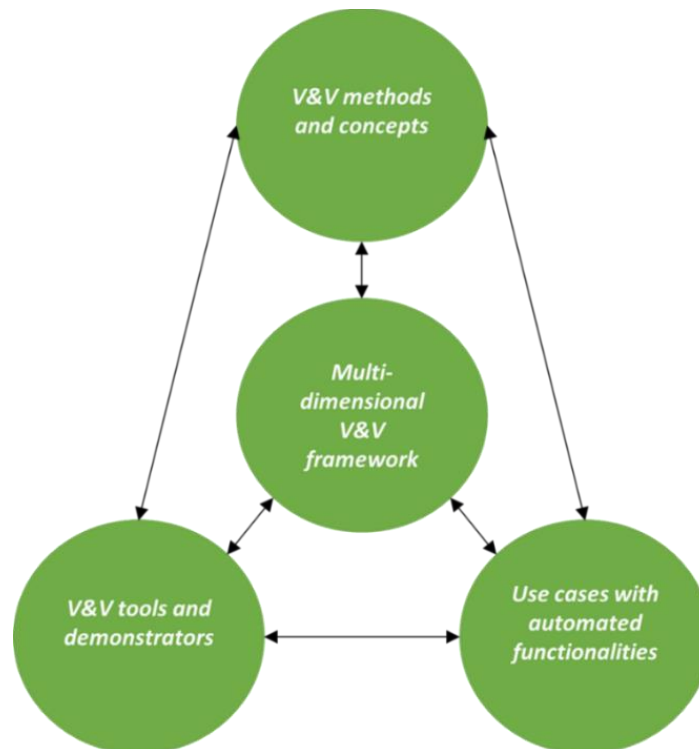 V&V methods
and concepts
Multi-
dimensional
V&V
framework
V&V tools and
demonstrators
Use cases with
automated
functionalities